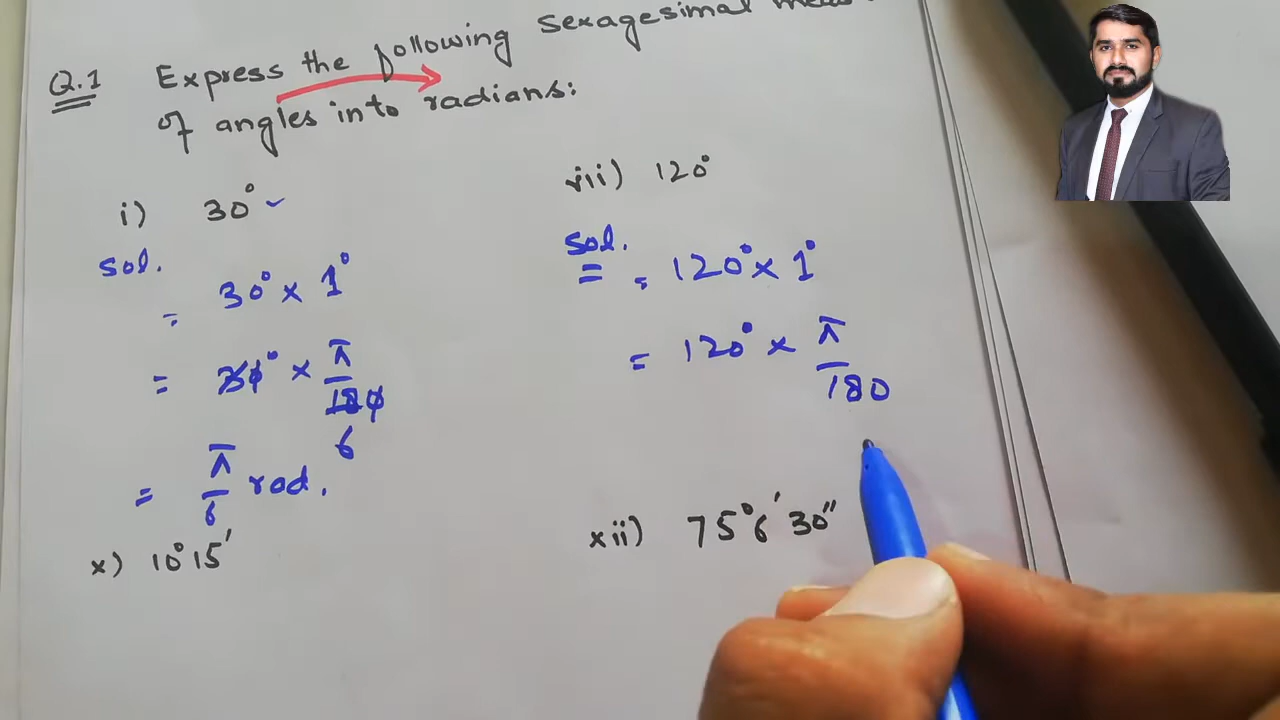 Q.1 Express the following sexagesimal
of angles into radians:
i) 30°
sol.
= 30° × 1°
= 30° × π/180
6
= π/6 rad.
vii) 120°
sol.
= 120° × 1°
= 120° × π/180
x) 10° 15'
xii) 75° 6' 30"